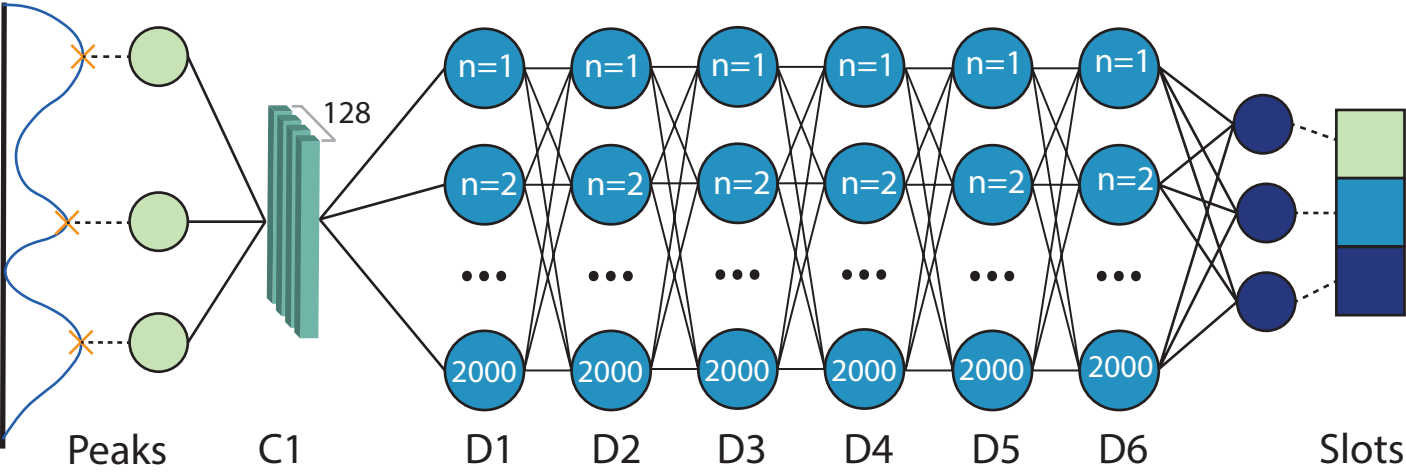 128
n=1 n=1 n=1 n=1 n=1 n=1
n=2 n=2 n=2 n=2 n=2 n=2
... ... ... ... ... ...
2000 2000 2000 2000 2000 2000
Peaks C1 D1 D2 D3 D4 D5 D6 Slots